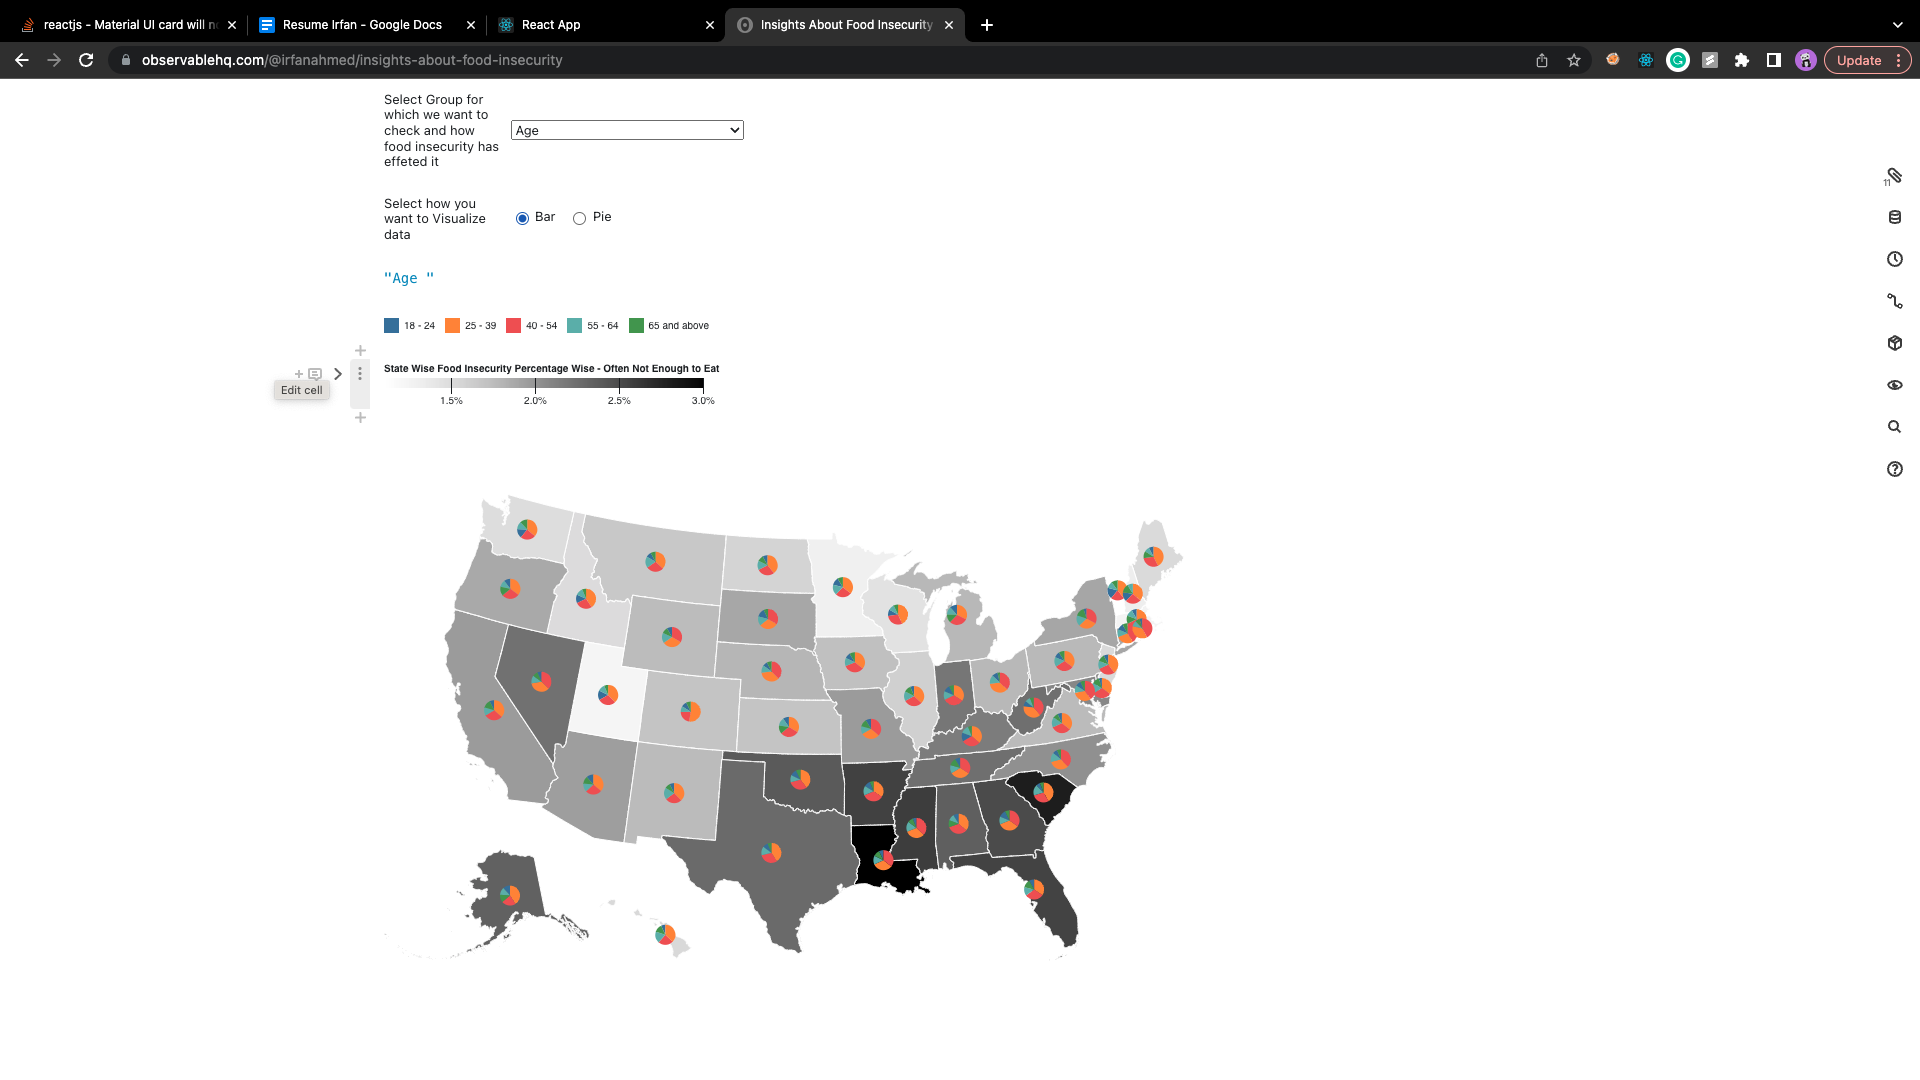 reactjs - Material UI card will n
Resume Irfan - Google Docs
React App
Insights About Food Insecurity
observablehq.com/@irfanahmed/insights-about-food-insecurity
Update
Select Group for
which we want to
check and how
food insecurity has
effeted it
Age
Select how you
want to Visualize
data
Bar
Pie
"Age "
18 - 24
25 - 39
40 - 54
55 - 64
65 and above
State Wise Food Insecurity Percentage Wise - Often Not Enough to Eat
1.5%
2.0%
2.5%
3.0%
Edit cell
11